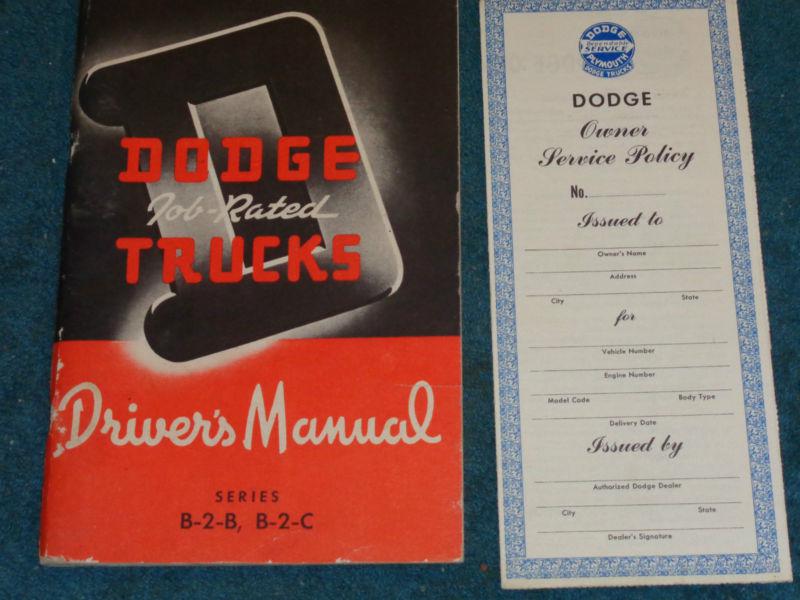 DODGE
Job-Rated
TRUCKS
Driver's Manual
SERIES
B-2-B, B-2-C
DODGE
Dependable
SERVICE
PLYMOUTH
DODGE TRUCKS
DODGE
Owner
Service Policy
No.
Issued to
Owner's Name
Address
City State
for
Vehicle Number
Engine Number
Model Code Body Type
Delivery Date
Issued by
Authorized Dodge Dealer
City State
Dealer's Signature